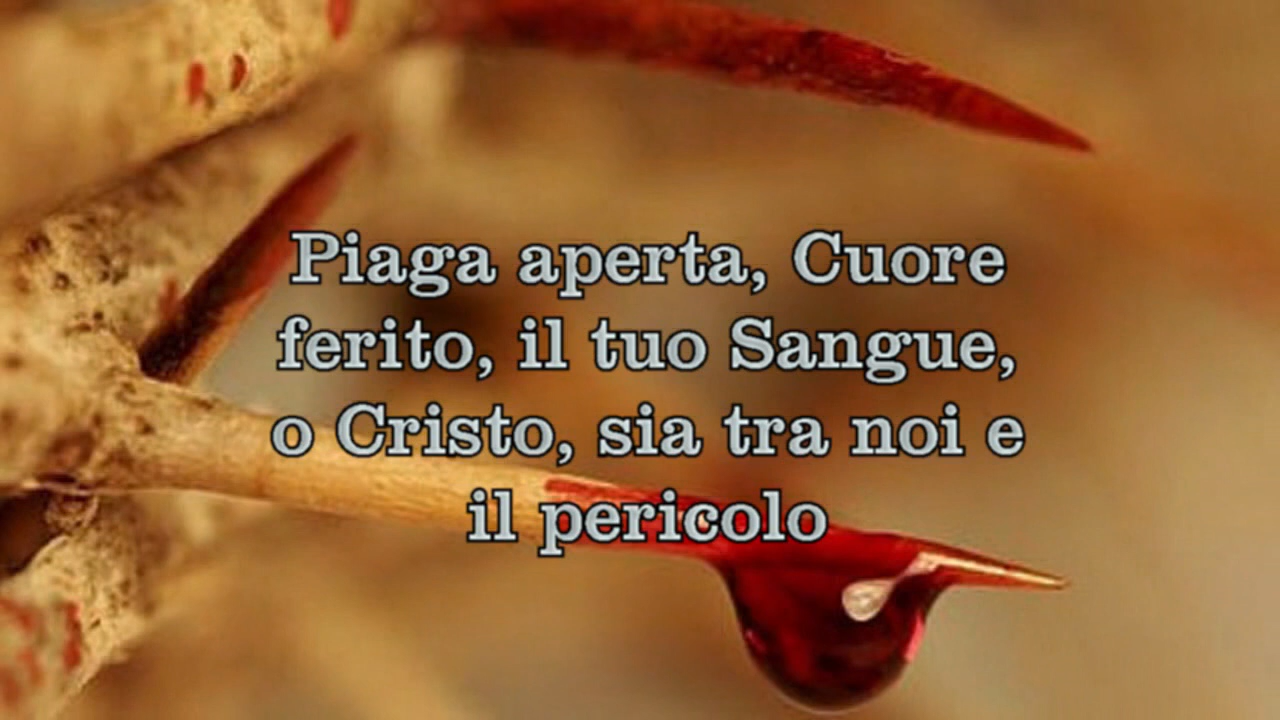 Piaga aperta, Cuore
ferito, il tuo Sangue,
o Cristo, sia tra noi e
il pericolo